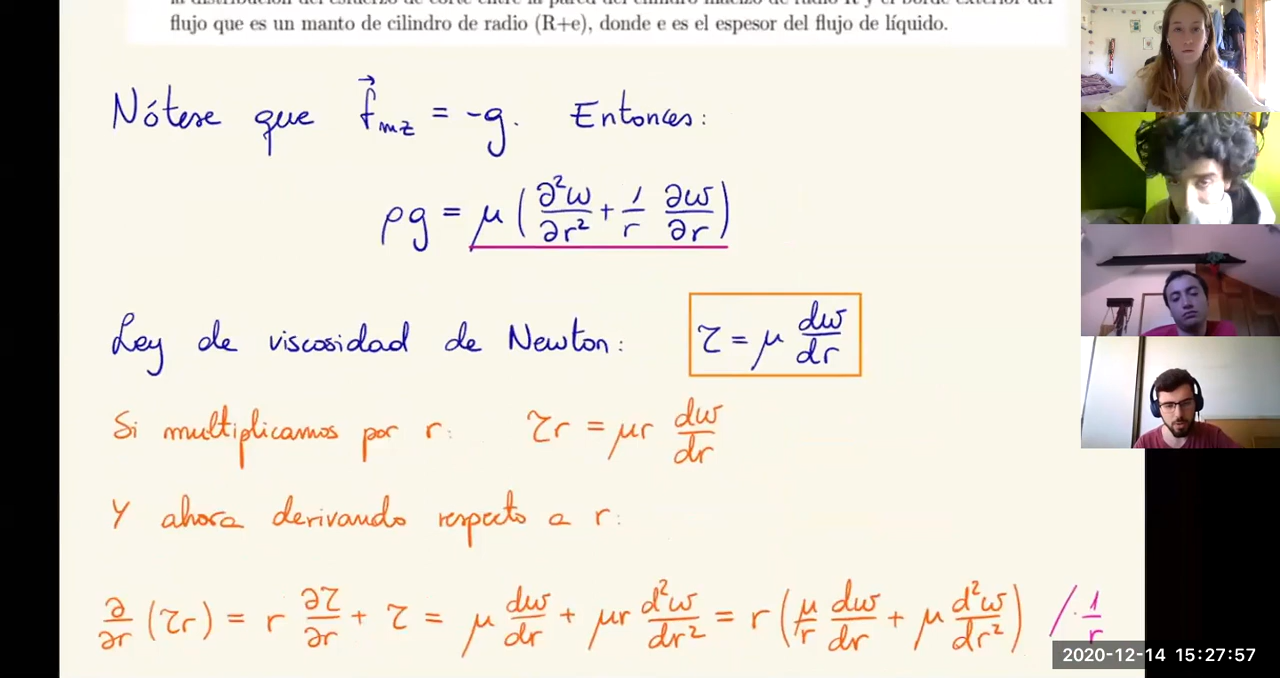 flujo que es un manto de cilindro de radio (R+e), donde e es el espesor del flujo de líquido.
Nótese que f⃗_mz = -g. Entonces:
ρg = μ(∂²w/∂r² + 1/r ∂w/∂r)
Ley de viscosidad de Newton: τ = μ dw/dr
Si multiplicamos por r: τr = μr dw/dr
Y ahora derivando respecto a r:
∂/∂r (τr) = r ∂τ/∂r + τ = μ dw/dr + μr d²w/dr² = r(μ/r dw/dr + μ d²w/dr²) /· 1/r
2020-12-14 15:27:57